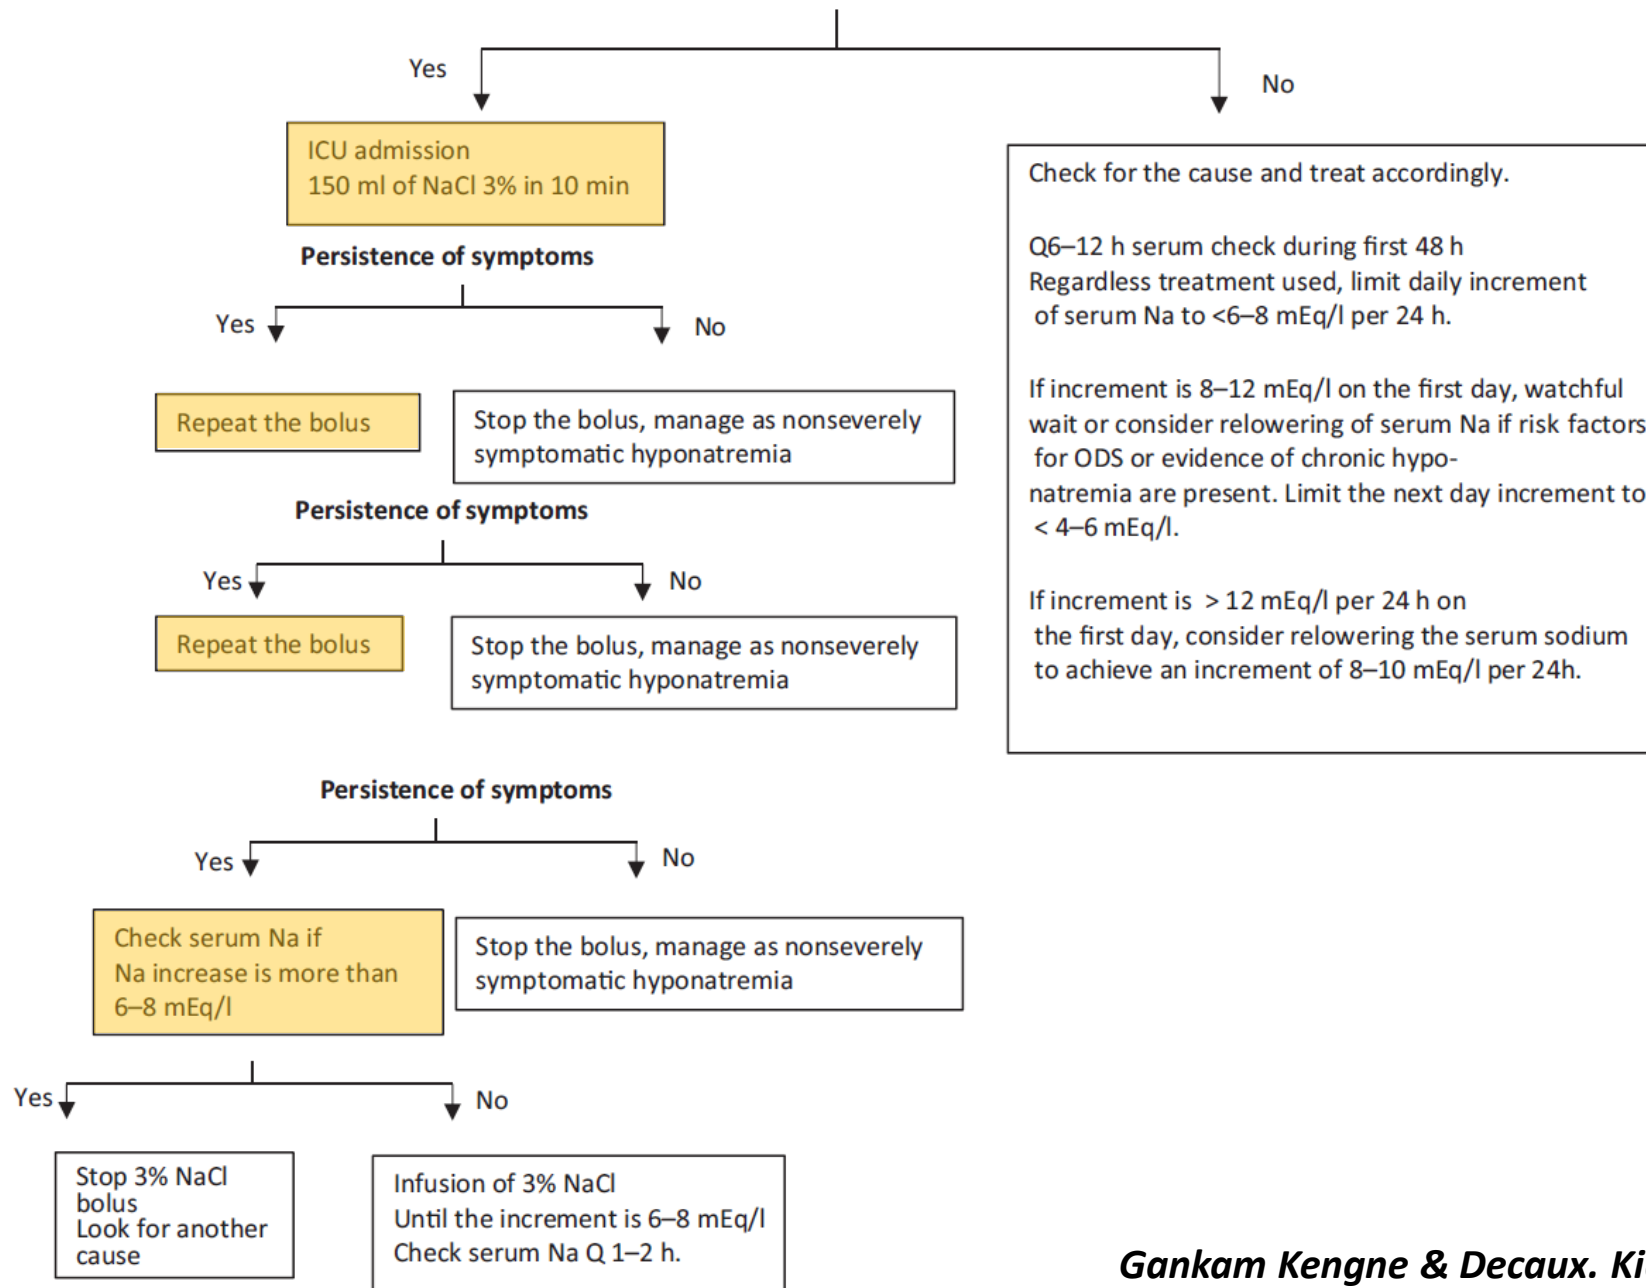 Yes
No
ICU admission
150 ml of NaCl 3% in 10 min
Persistence of symptoms
Yes
No
Repeat the bolus
Stop the bolus, manage as nonseverely
symptomatic hyponatremia
Persistence of symptoms
Yes
No
Repeat the bolus
Stop the bolus, manage as nonseverely
symptomatic hyponatremia
Persistence of symptoms
Yes
No
Check serum Na if
Na increase is more than
6–8 mEq/l
Stop the bolus, manage as nonseverely
symptomatic hyponatremia
Yes
No
Stop 3% NaCl
bolus
Look for another
cause
Infusion of 3% NaCl
Until the increment is 6–8 mEq/l
Check serum Na Q 1–2 h.
Check for the cause and treat accordingly.
Q6–12 h serum check during first 48 h
Regardless treatment used, limit daily increment
of serum Na to <6–8 mEq/l per 24 h.
If increment is 8–12 mEq/l on the first day, watchful
wait or consider relowering of serum Na if risk factors
for ODS or evidence of chronic hypo-
natremia are present. Limit the next day increment to
< 4–6 mEq/l.
If increment is > 12 mEq/l per 24 h on
the first day, consider relowering the serum sodium
to achieve an increment of 8–10 mEq/l per 24h.
Gankam Kengne & Decaux. Ki